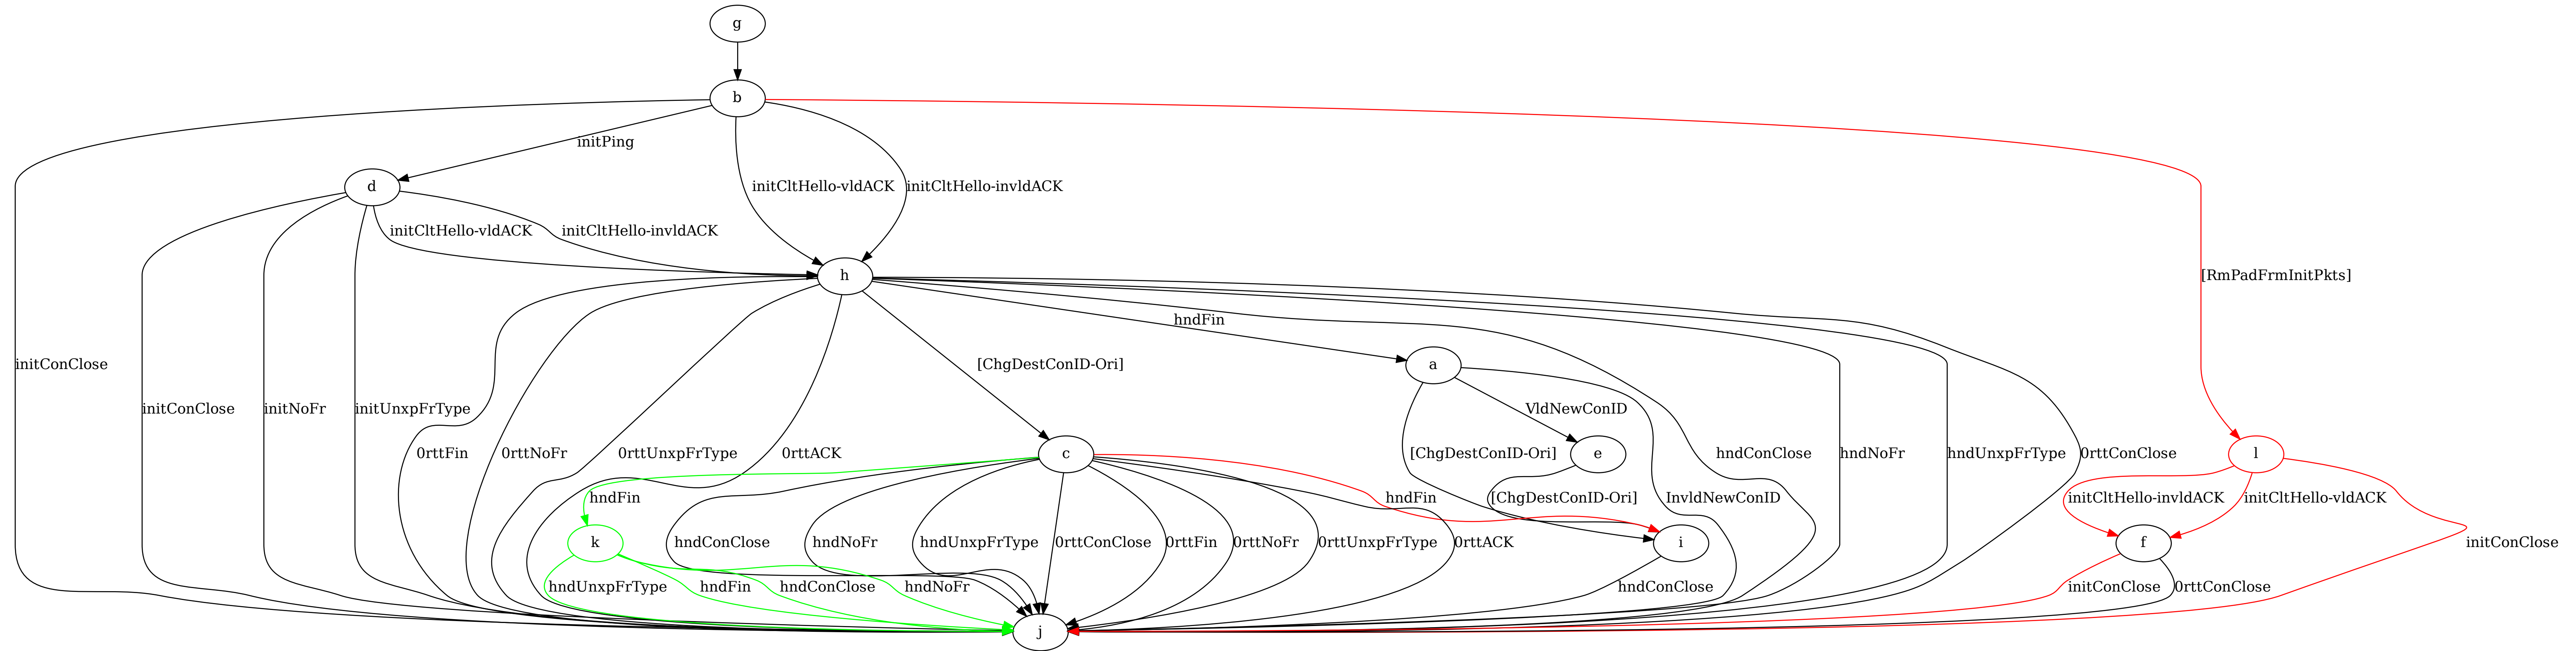 g
b
initPing
d
initCltHello-vldACK
initCltHello-invldACK
initCltHello-vldACK
initCltHello-invldACK
h
[RmPadFrmInitPkts]
hndFin
initConClose
[ChgDestConID-Ori]
a
initConClose
initNoFr
initUnxpFrType
VldNewConID
0rttFin
0rttNoFr
0rttUnxpFrType
0rttACK
c
[ChgDestConID-Ori]
e
hndConClose
hndNoFr
hndUnxpFrType
0rttConClose
l
hndFin
hndFin
[ChgDestConID-Ori]
InvldNewConID
initCltHello-invldACK
initCltHello-vldACK
k
hndConClose
hndNoFr
hndUnxpFrType
0rttConClose
0rttFin
0rttNoFr
0rttUnxpFrType
0rttACK
i
f
initConClose
hndUnxpFrType
hndFin
hndConClose
hndNoFr
hndConClose
initConClose
0rttConClose
j